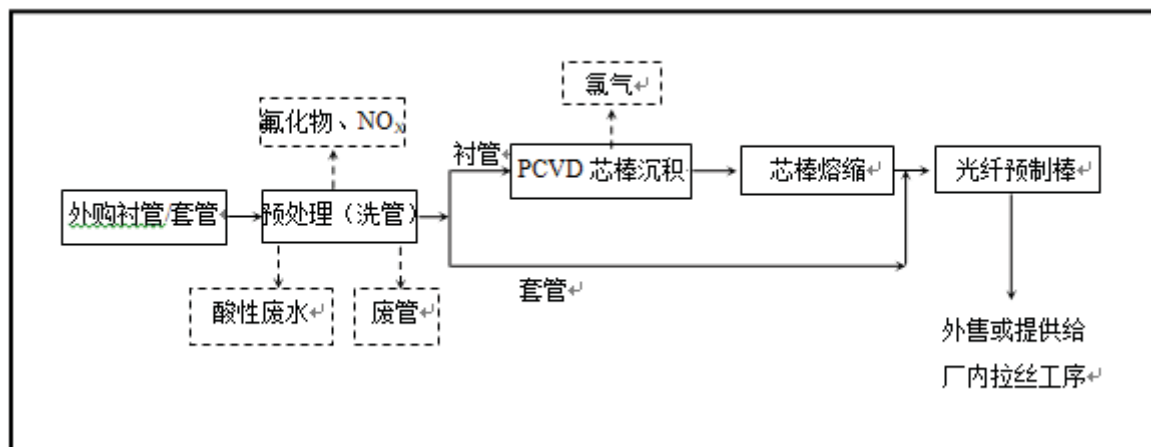 氯气
氟化物、NOx
衬管
PCVD 芯棒沉积
芯棒熔缩
光纤预制棒
外购衬管/套管
预处理（洗管）
套管
酸性废水
废管
外售或提供给
厂内拉丝工序